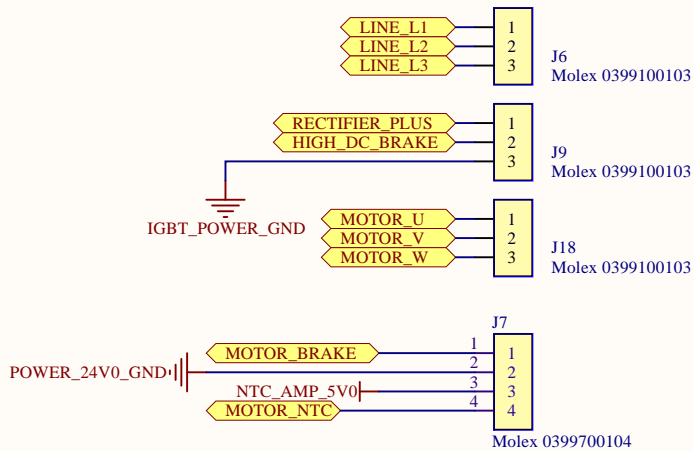 LINE_L1 1
LINE_L2 2
LINE_L3 3
J6
Molex 0399100103
RECTIFIER_PLUS 1
HIGH_DC_BRAKE 2
3
J9
Molex 0399100103
IGBT_POWER_GND
MOTOR_U 1
MOTOR_V 2
MOTOR_W 3
J18
Molex 0399100103
J7
MOTOR_BRAKE 1 1
POWER_24V0_GND 2 2
NTC_AMP_5V0 3 3
MOTOR_NTC 4 4
Molex 0399700104